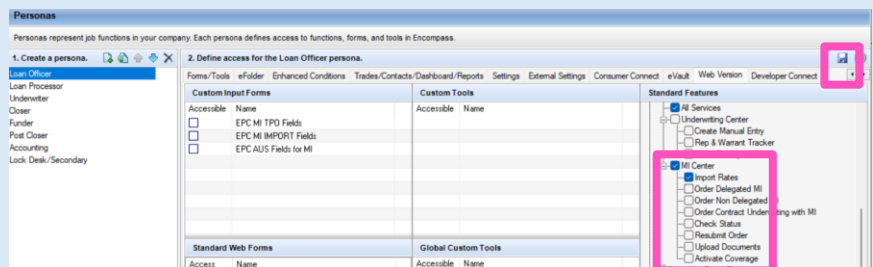 Personas
Personas represent job functions in your company. Each persona defines access to functions, forms, and tools in Encompass.
1. Create a persona.
Loan Officer
Loan Processor
Underwriter
Closer
Funder
Post Closer
Accounting
Lock Desk/Secondary
2. Define access for the Loan Officer persona.
Forms/Tools eFolder Enhanced Conditions Trades/Contacts/Dashboard/Reports Settings External Settings Consumer Connect eVault Web Version Developer Connect
Custom Input Forms
Accessible Name
EPC MI TPO Fields
EPC MI IMPORT Fields
EPC AUS Fields for MI
Standard Web Forms
Access Name
Custom Tools
Accessible Name
Global Custom Tools
Accessible Name
Standard Features
All Services
Underwriting Center
Create Manual Entry
Rep & Warrant Tracker
MI Center
Import Rates
Order Delegated MI
Order Non Delegated MI
Order Contract Underwriting with MI
Check Status
Resubmit Order
Upload Documents
Activate Coverage